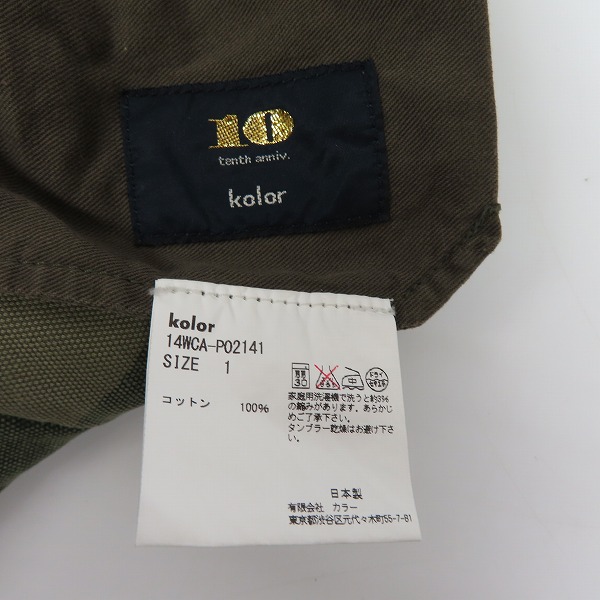 10
tenth anniv.
kolor
kolor
14WCA-P02141
SIZE 1
コットン 100%
30
ドライ
家庭用洗濯機で洗うと約3%
の縮みがあります。あらかじ
めご了承下さい。
タンブラー乾燥はお避け下
さい。
日本製
有限会社 カラー
東京都渋谷区元代々木町55-7-B1